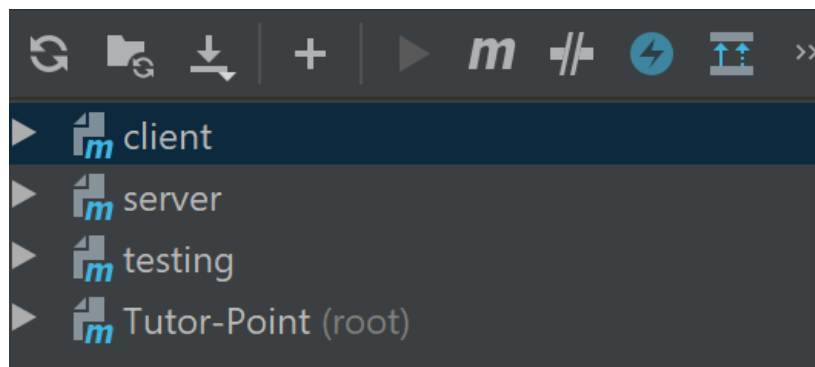 m
client
server
testing
Tutor-Point (root)